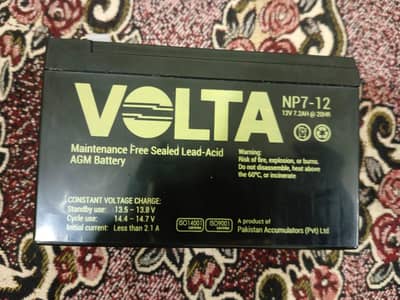 VOLTA
NP7-12
12V 7.2AH @ 20HR
Maintenance Free Sealed Lead-Acid
AGM Battery
Warning:
Risk of fire, explosion, or burns.
Do not disassemble, heat above
the 60°C, or incinerate
CONSTANT VOLTAGE CHARGE:
Standby use: 13.5 - 13.8 V
Cycle use: 14.4 - 14.7 V
Initial current: Less than 2.1 A
ISO14001
ISO9001
A product of
Pakistan Accumulators (Pvt) Ltd